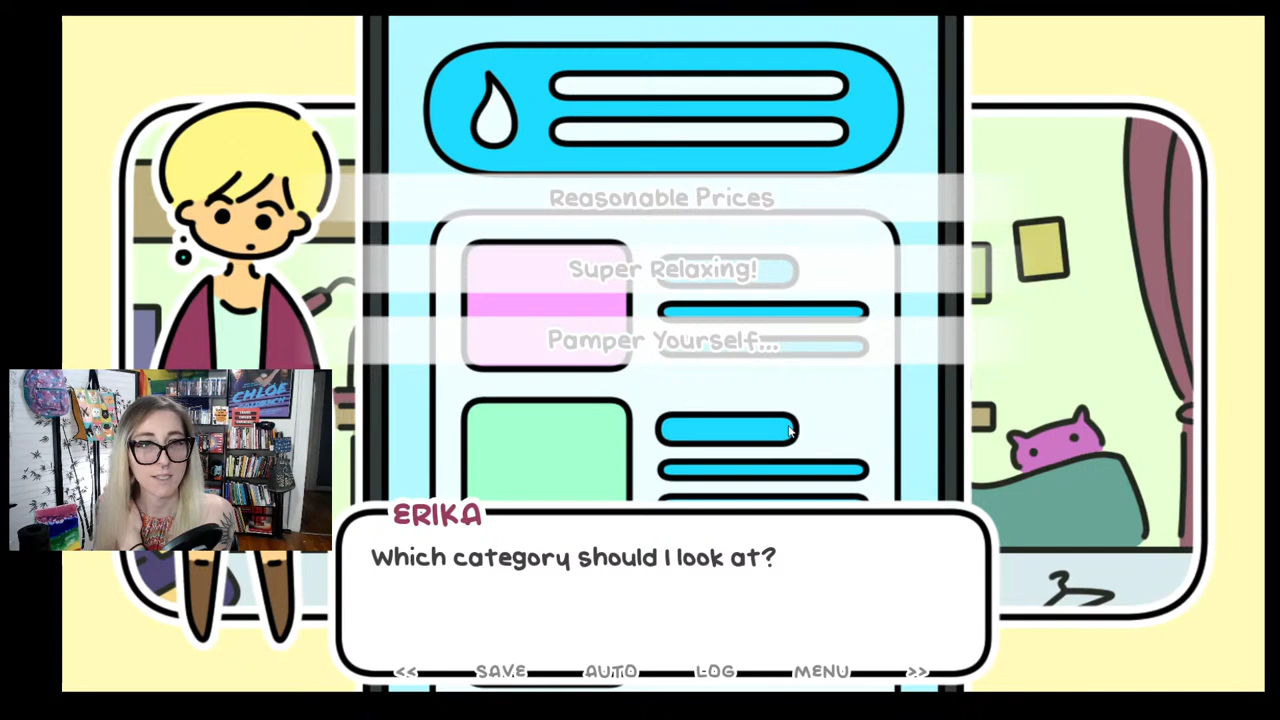 Reasonable Prices
Super Relaxing!
Pamper Yourself...
CHLOE
ERIKA
Which category should I look at?
<< SAVE AUTO LOG MENU >>